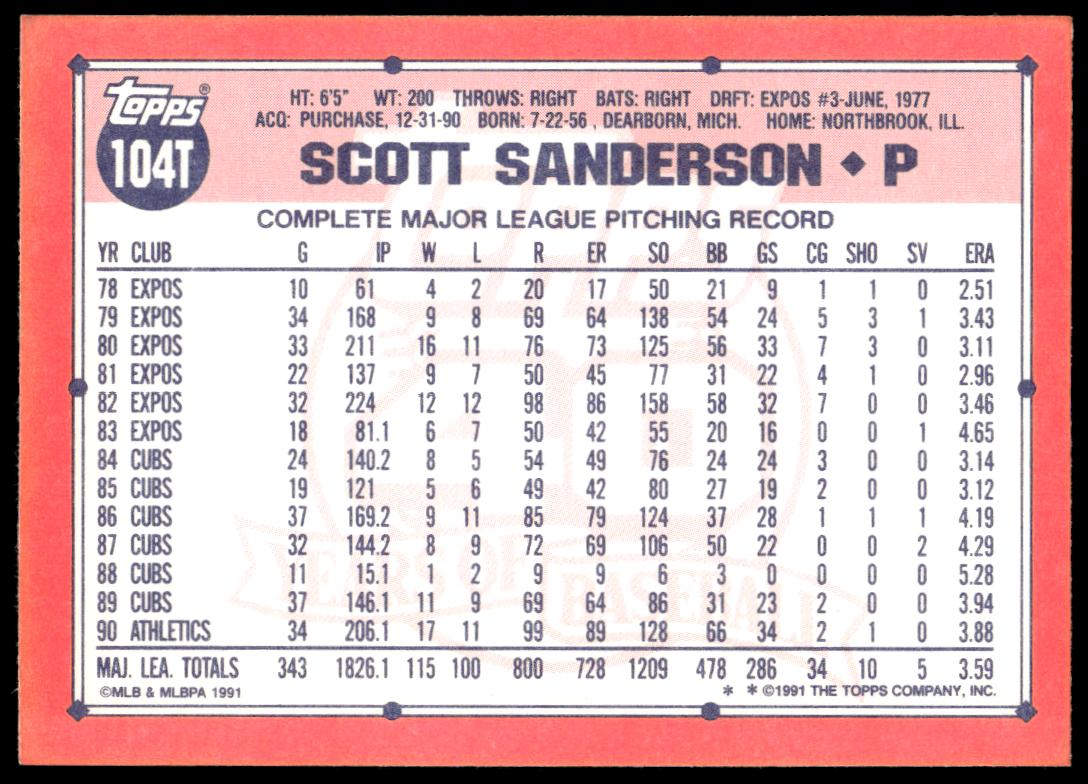 Topps®
104T
HT: 6'5" WT: 200 THROWS: RIGHT BATS: RIGHT DRFT: EXPOS #3-JUNE, 1977
ACQ: PURCHASE, 12-31-90 BORN: 7-22-56 , DEARBORN, MICH. HOME: NORTHBROOK, ILL.
SCOTT SANDERSON ◆ P
COMPLETE MAJOR LEAGUE PITCHING RECORD
YR CLUB G IP W L R ER SO BB GS CG SHO SV ERA
78 EXPOS 10 61 4 2 20 17 50 21 9 1 1 0 2.51
79 EXPOS 34 168 9 8 69 64 138 54 24 5 3 1 3.43
80 EXPOS 33 211 16 11 76 73 125 56 33 7 3 0 3.11
81 EXPOS 22 137 9 7 50 45 77 31 22 4 1 0 2.96
82 EXPOS 32 224 12 12 98 86 158 58 32 7 0 0 3.46
83 EXPOS 18 81.1 6 7 50 42 55 20 16 0 0 1 4.65
84 CUBS 24 140.2 8 5 54 49 76 24 24 3 0 0 3.14
85 CUBS 19 121 5 6 49 42 80 27 19 2 0 0 3.12
86 CUBS 37 169.2 9 11 85 79 124 37 28 1 1 1 4.19
87 CUBS 32 144.2 8 9 72 69 106 50 22 0 0 2 4.29
88 CUBS 11 15.1 1 2 9 9 6 3 0 0 0 0 5.28
89 CUBS 37 146.1 11 9 69 64 86 31 23 2 0 0 3.94
90 ATHLETICS 34 206.1 17 11 99 89 128 66 34 2 1 0 3.88
MAJ. LEA. TOTALS 343 1826.1 115 100 800 728 1209 478 286 34 10 5 3.59
©MLB & MLBPA 1991 * * ©1991 THE TOPPS COMPANY, INC.
Topps
40
YEARS OF BASEBALL